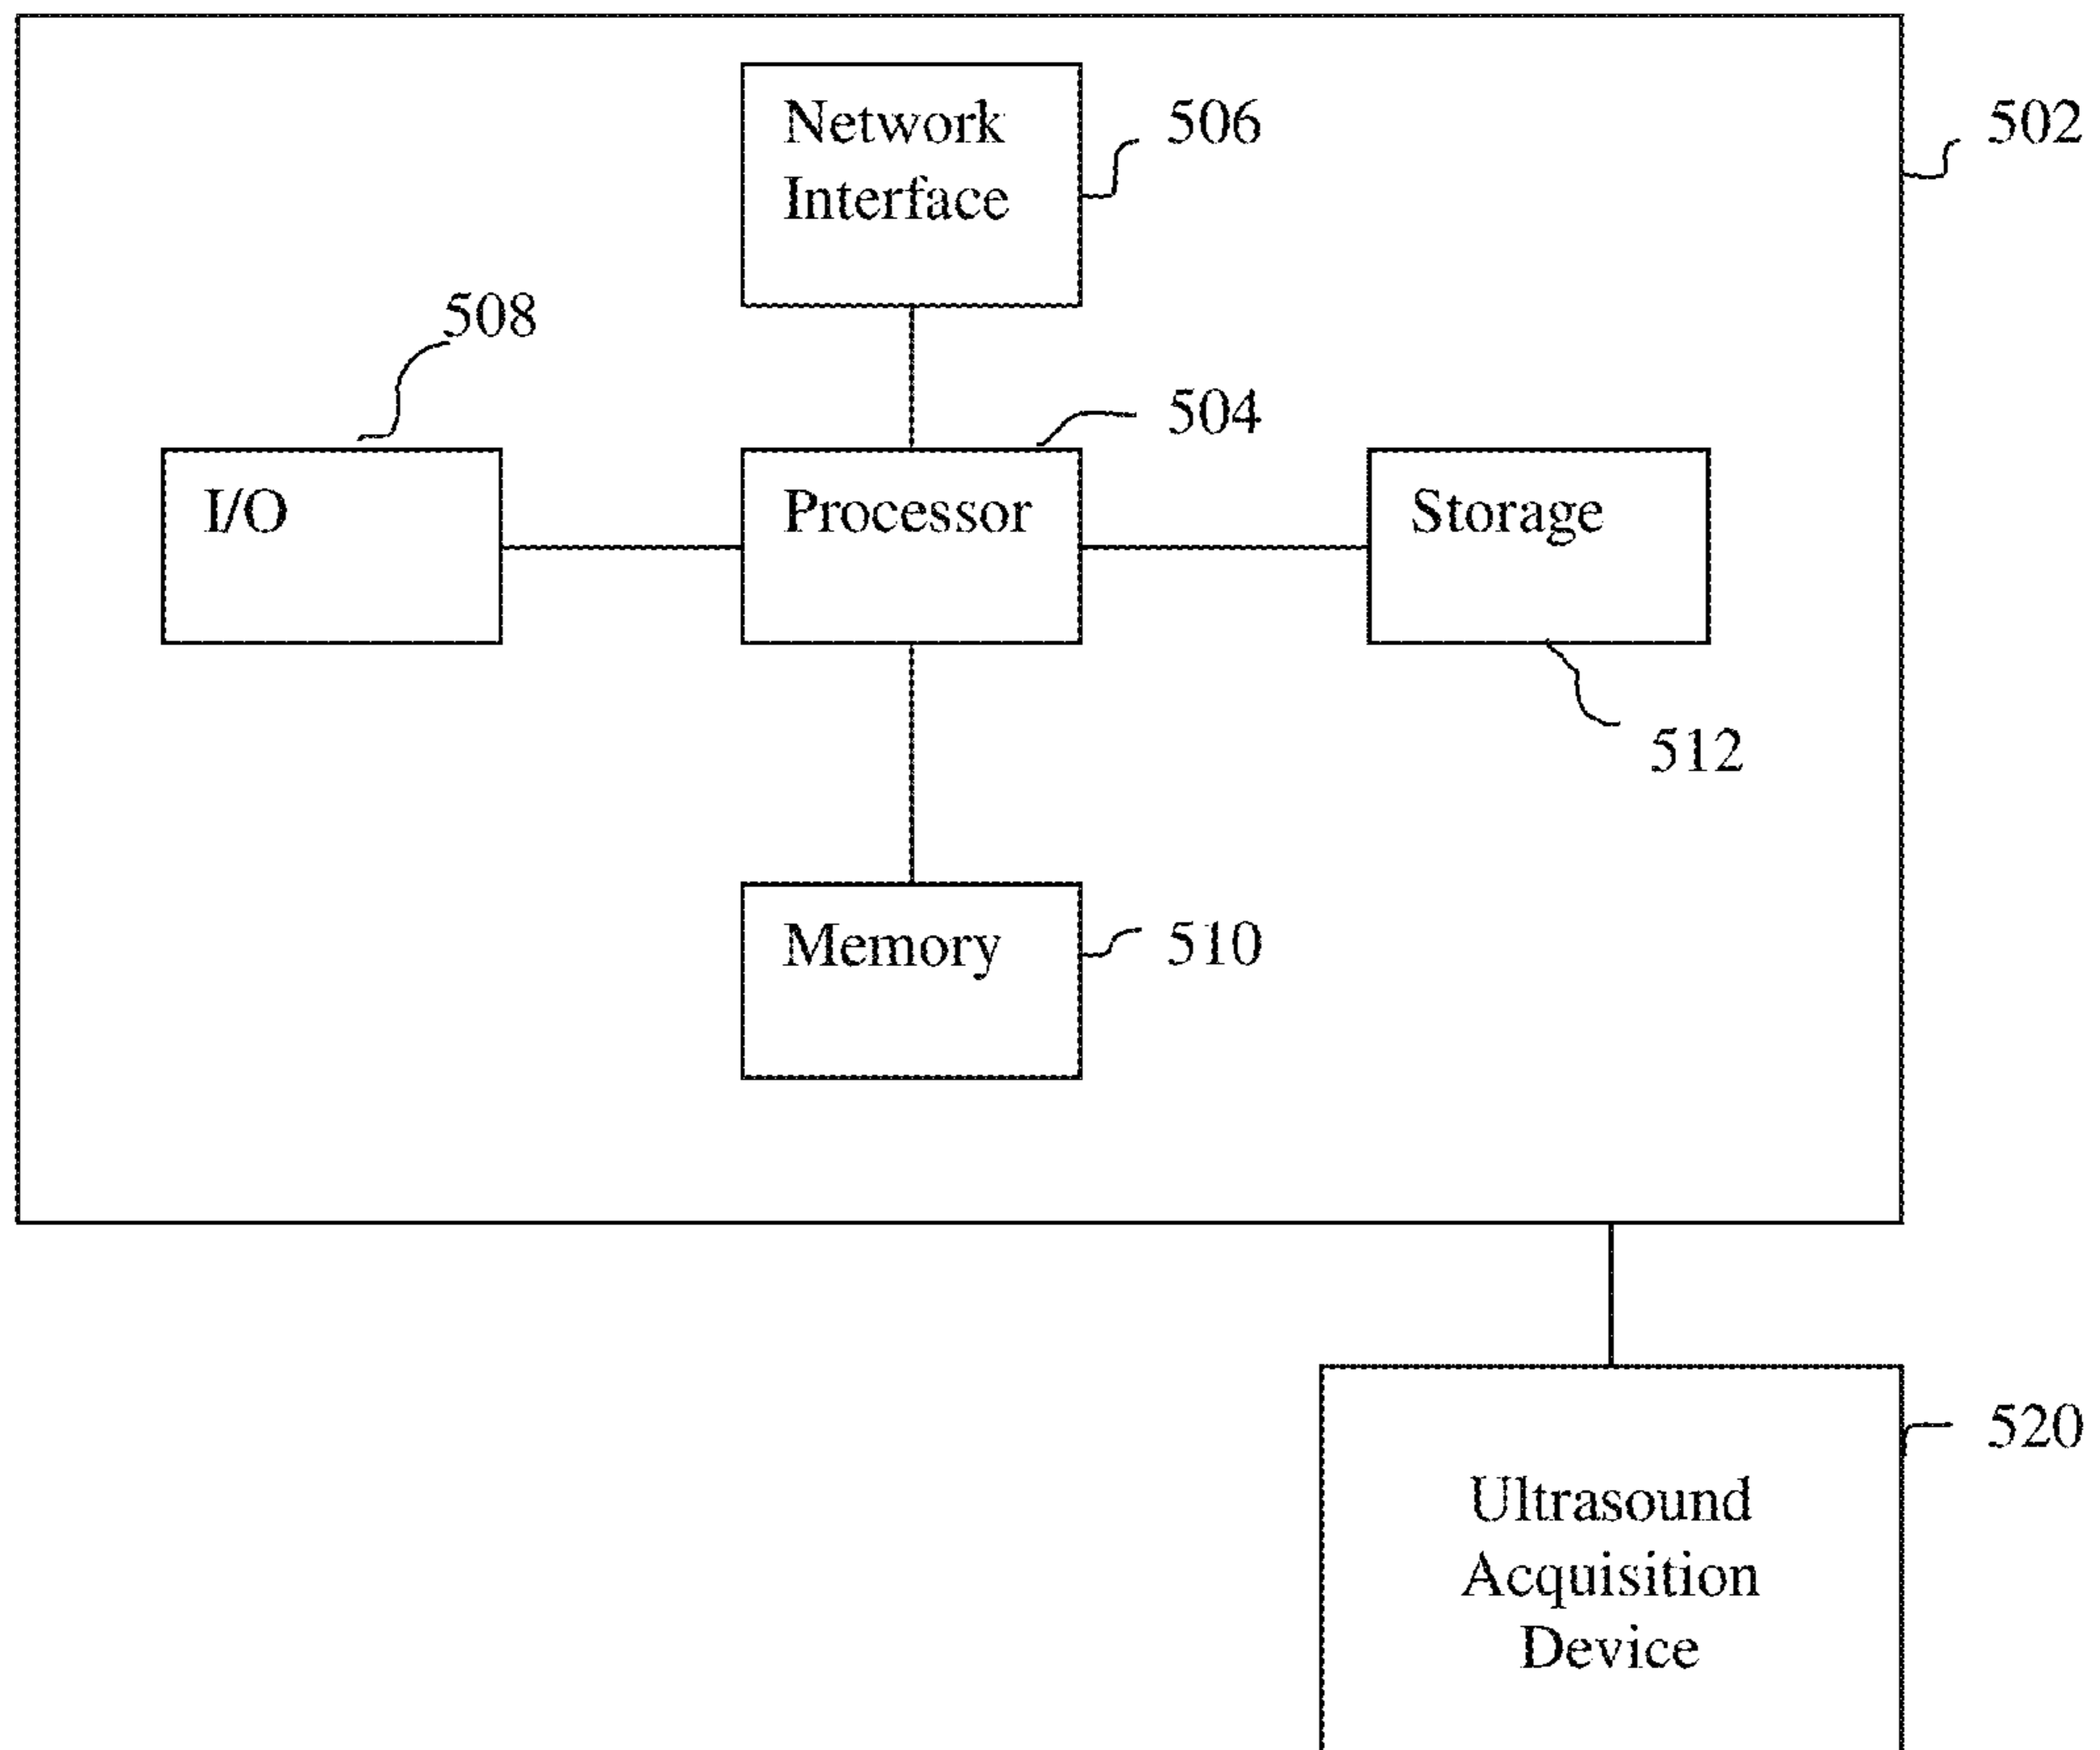 Network
Interface
506
502
508
504
I/O
Processor
Storage
512
Memory
510
520
Ultrasound
Acquisition
Device